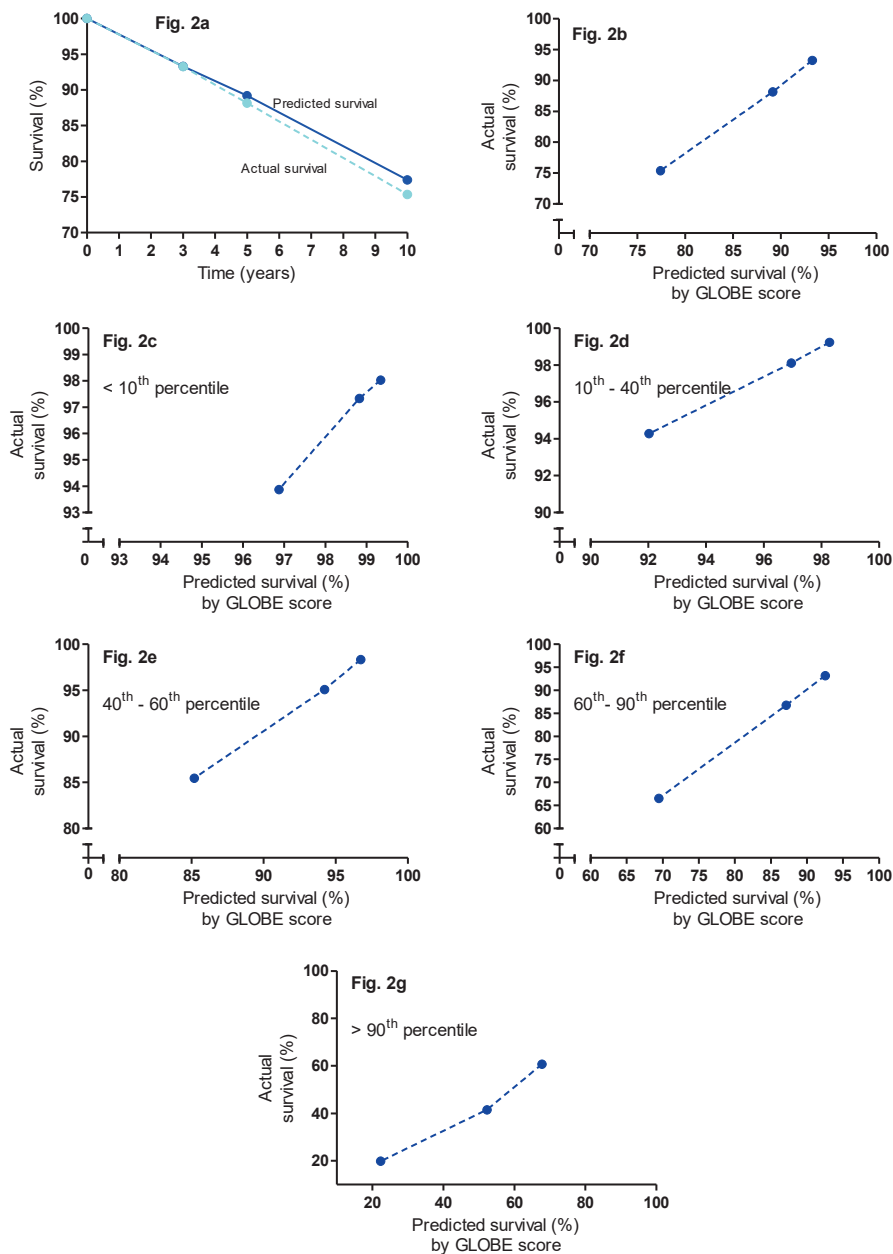 Fig. 2a
100
95
90
85
80
75
70
Survival (%)
Predicted survival
Actual survival
0 1 2 3 4 5 6 7 8 9 10
Time (years)
Fig. 2b
100
95
90
85
80
75
70
Actual
survival (%)
0 70 75 80 85 90 95 100
Predicted survival (%)
by GLOBE score
Fig. 2c
< 10th percentile
100
99
98
97
96
95
94
93
0
Actual
survival (%)
0 93 94 95 96 97 98 99 100
Predicted survival (%)
by GLOBE score
Fig. 2d
10th - 40th percentile
100
98
96
94
92
90
0
Actual
survival (%)
0 90 92 94 96 98 100
Predicted survival (%)
by GLOBE score
Fig. 2e
40th - 60th percentile
100
95
90
85
80
0
Actual
survival (%)
0 80 85 90 95 100
Predicted survival (%)
by GLOBE score
Fig. 2f
60th- 90th percentile
100
95
90
85
80
75
70
65
60
0
Actual
survival (%)
0 60 65 70 75 80 85 90 95 100
Predicted survival (%)
by GLOBE score
Fig. 2g
> 90th percentile
100
80
60
40
20
Actual
survival (%)
20 40 60 80 100
Predicted survival (%)
by GLOBE score